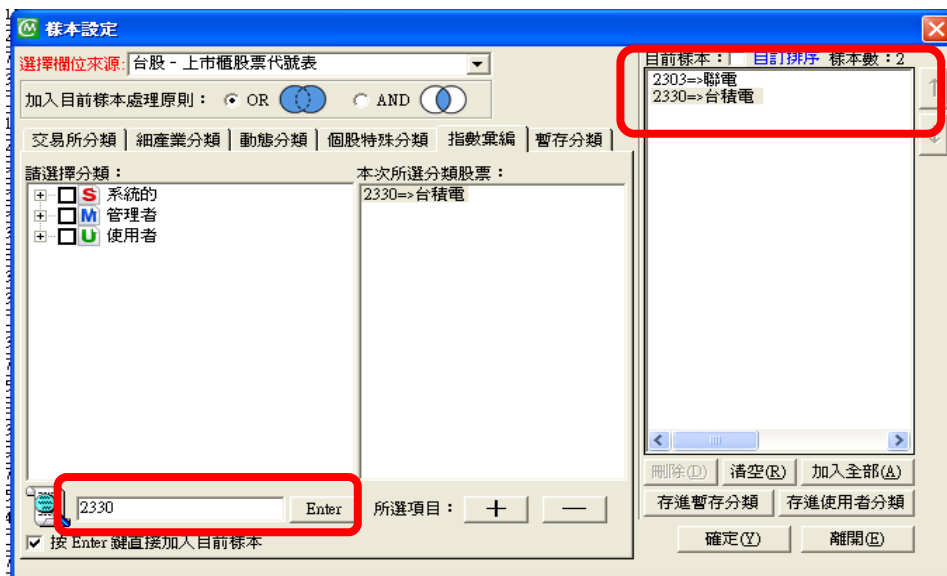 樣本設定
選擇欄位來源: 台股 - 上市櫃股票代號表
加入目前樣本處理原則： OR AND
交易所分類 細產業分類 動態分類 個股特殊分類 指數彙編 暫存分類
請選擇分類：
S 系統的
M 管理者
U 使用者
本次所選分類股票：
2330=>台積電
2330 Enter 所選項目：
按 Enter 鍵直接加入目前樣本
目前樣本： 自訂排序 樣本數：2
2303=>聯電
2330=>台積電
刪除(D) 清空(R) 加入全部(A)
存進暫存分類 存進使用者分類
確定(Y) 離開(E)